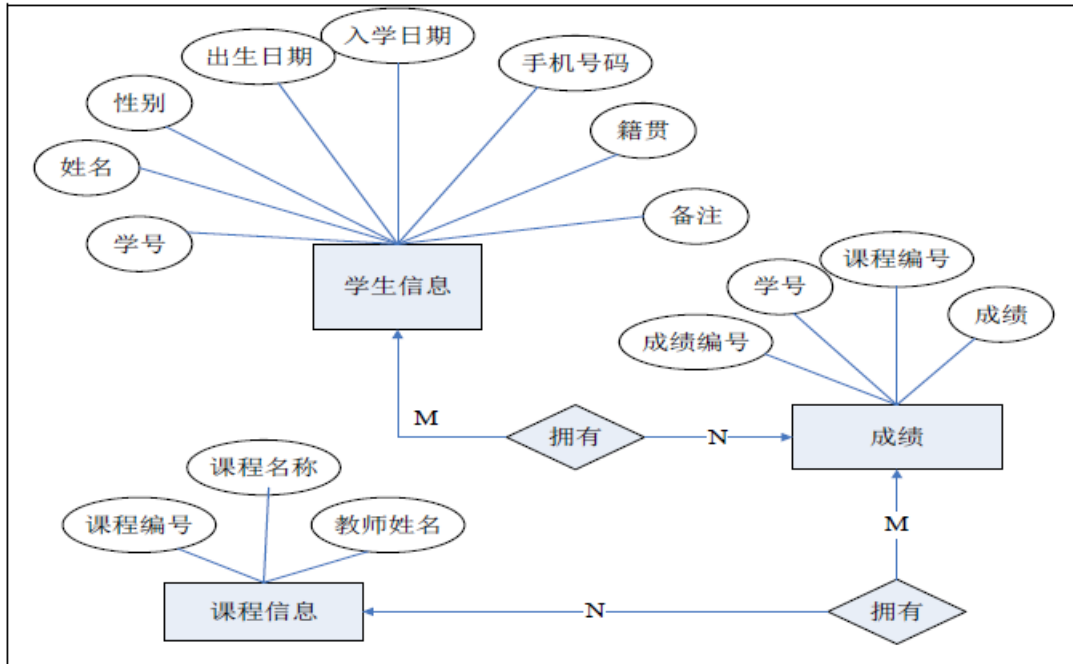 入学日期
出生日期
手机号码
性别
籍贯
姓名
备注
学号
学生信息
课程编号
学号
成绩
成绩编号
M
拥有
N
成绩
课程名称
课程编号
教师姓名
M
课程信息
N
拥有